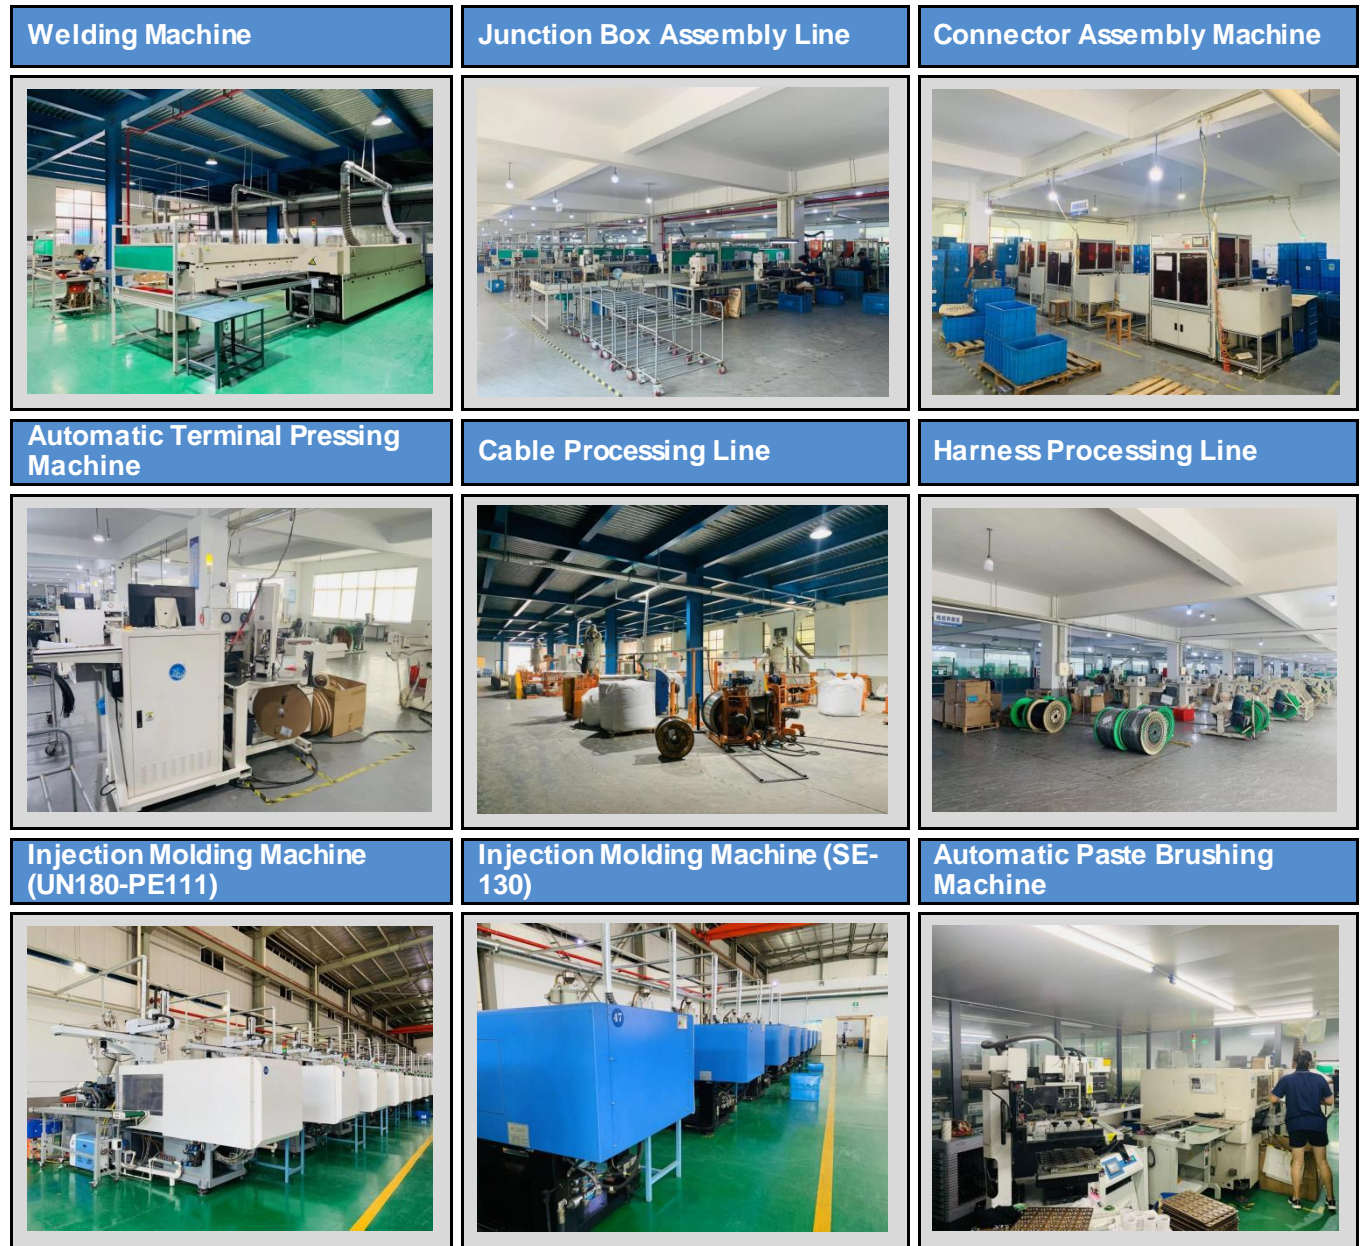 Welding Machine
Junction Box Assembly Line
Connector Assembly Machine
Automatic Terminal Pressing
Machine
Cable Processing Line
Harness Processing Line
Injection Molding Machine
(UN180-PE111)
Injection Molding Machine (SE-
130)
47
Automatic Paste Brushing
Machine